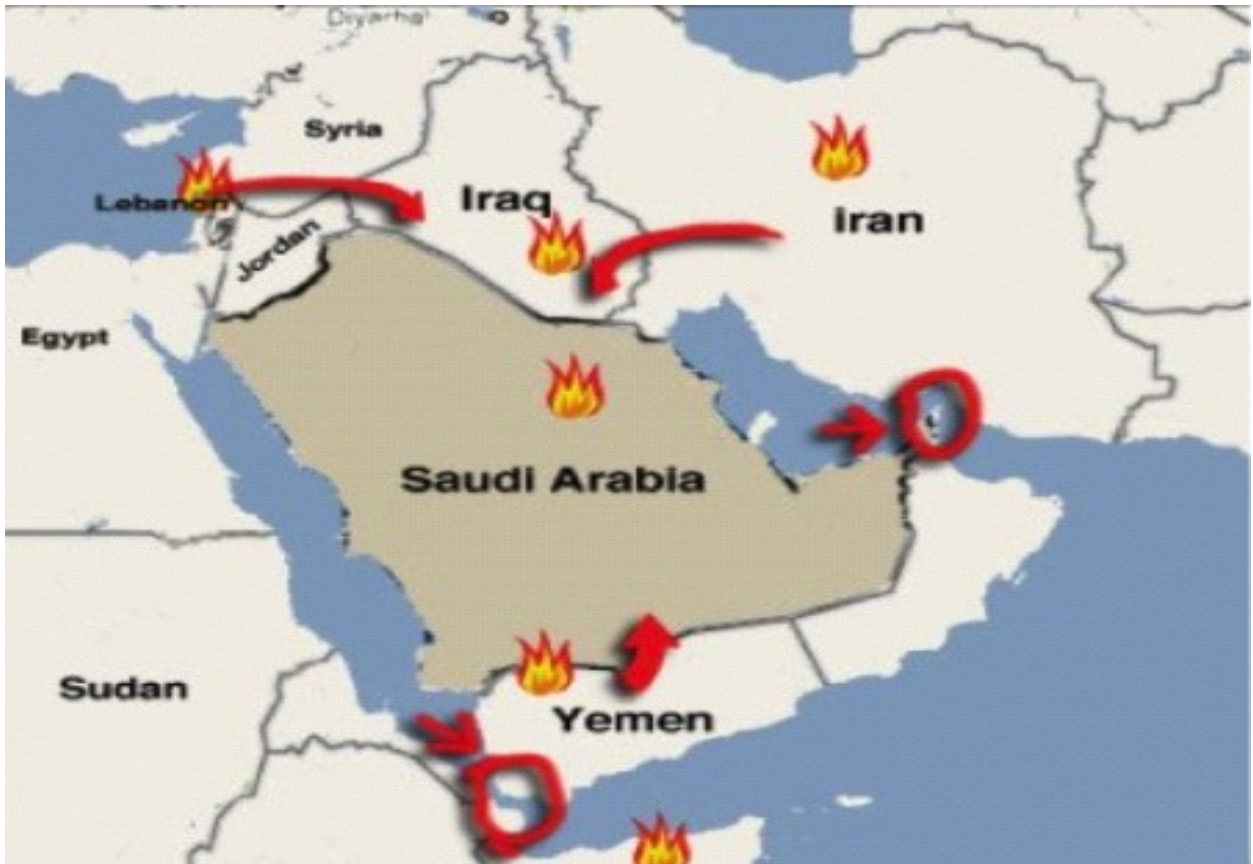 Diyarba
Syria
Lebanon
Iraq
iran
Jordan
Egypt
Saudi Arabia
Sudan
Yemen